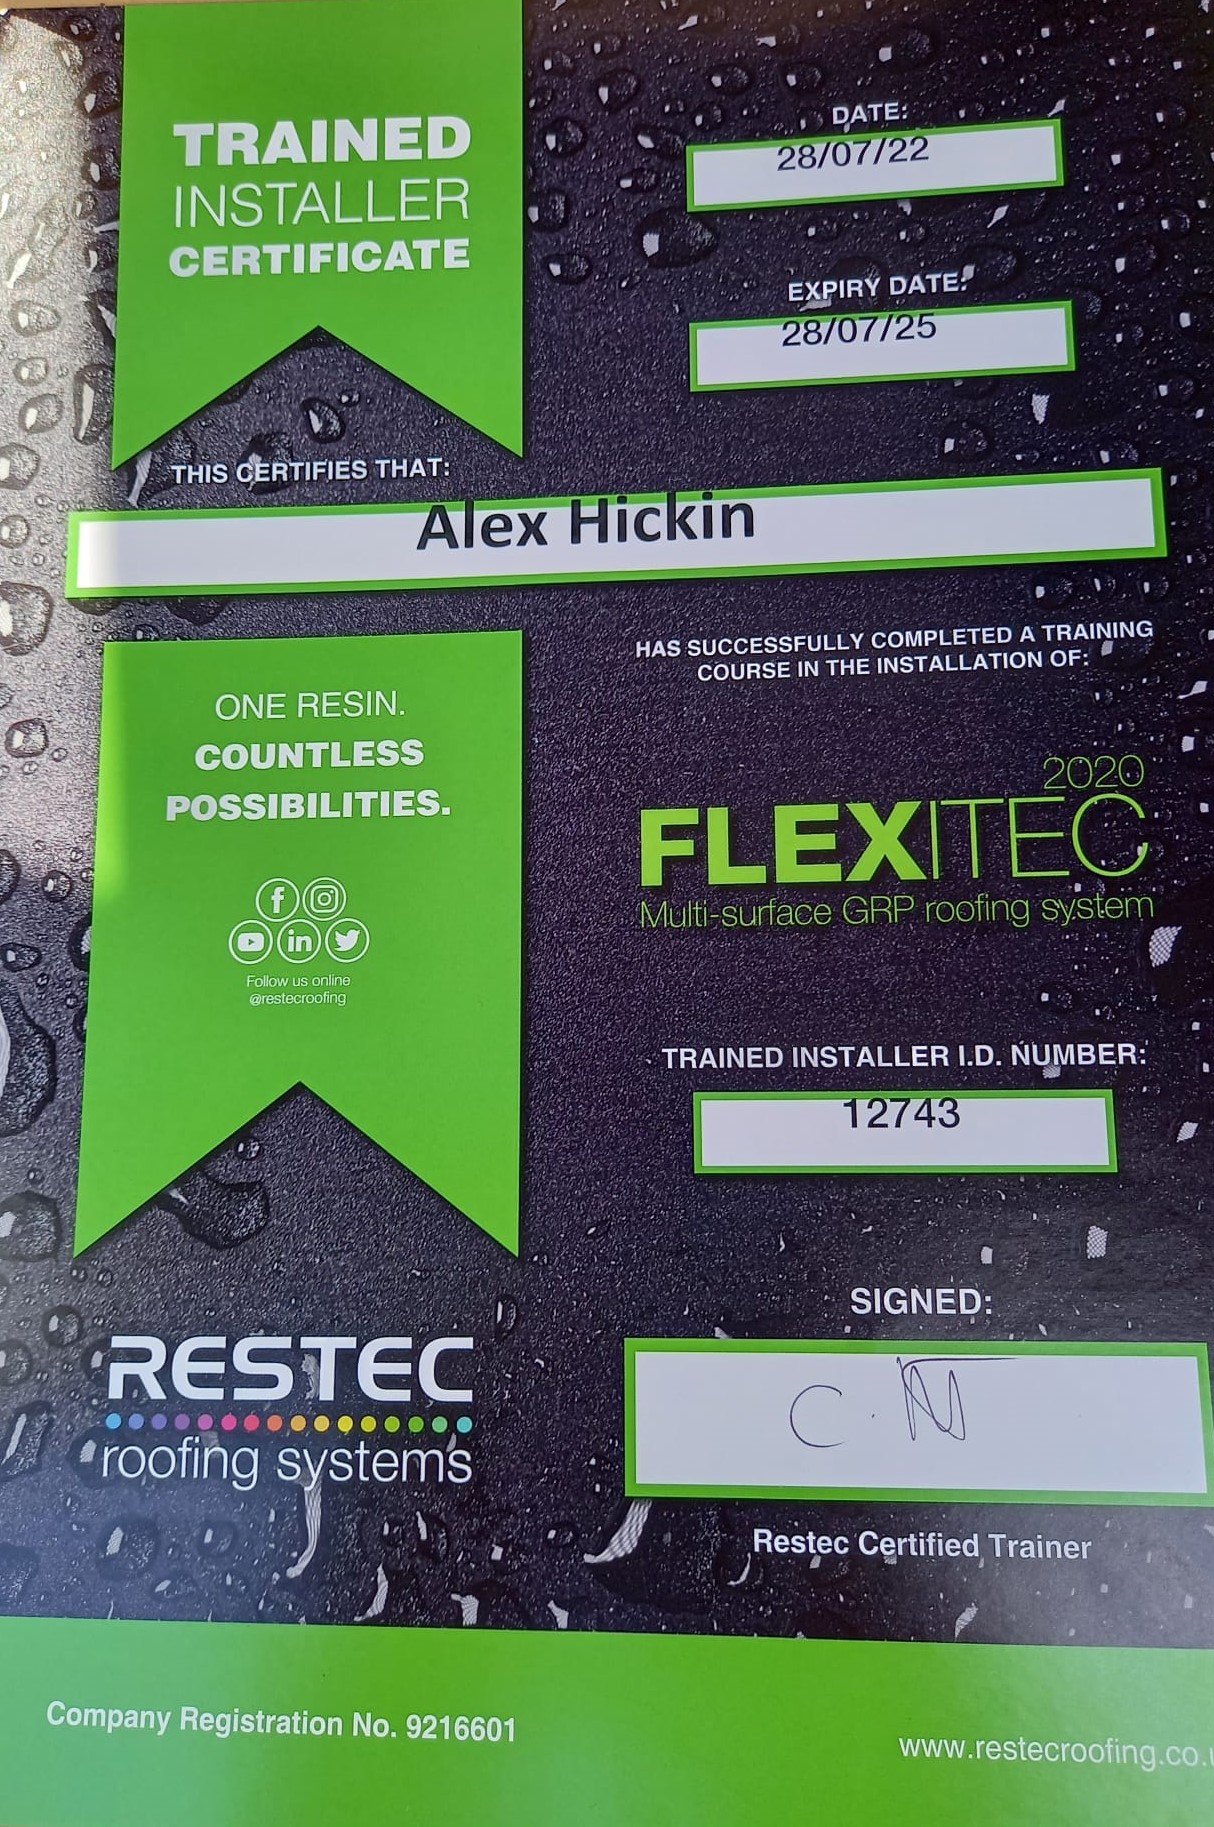 TRAINED
INSTALLER
CERTIFICATE
DATE:
28/07/22
EXPIRY DATE:
28/07/25
THIS CERTIFIES THAT:
Alex Hickin
HAS SUCCESSFULLY COMPLETED A TRAINING
COURSE IN THE INSTALLATION OF:
2020
FLEXITEC
Multi-surface GRP roofing system
ONE RESIN.
COUNTLESS
POSSIBILITIES.
Follow us online
@restecroofing
TRAINED INSTALLER I.D. NUMBER:
12743
SIGNED:
Restec Certified Trainer
RESTEC
roofing systems
Company Registration No. 9216601
www.restecroofing.co.u